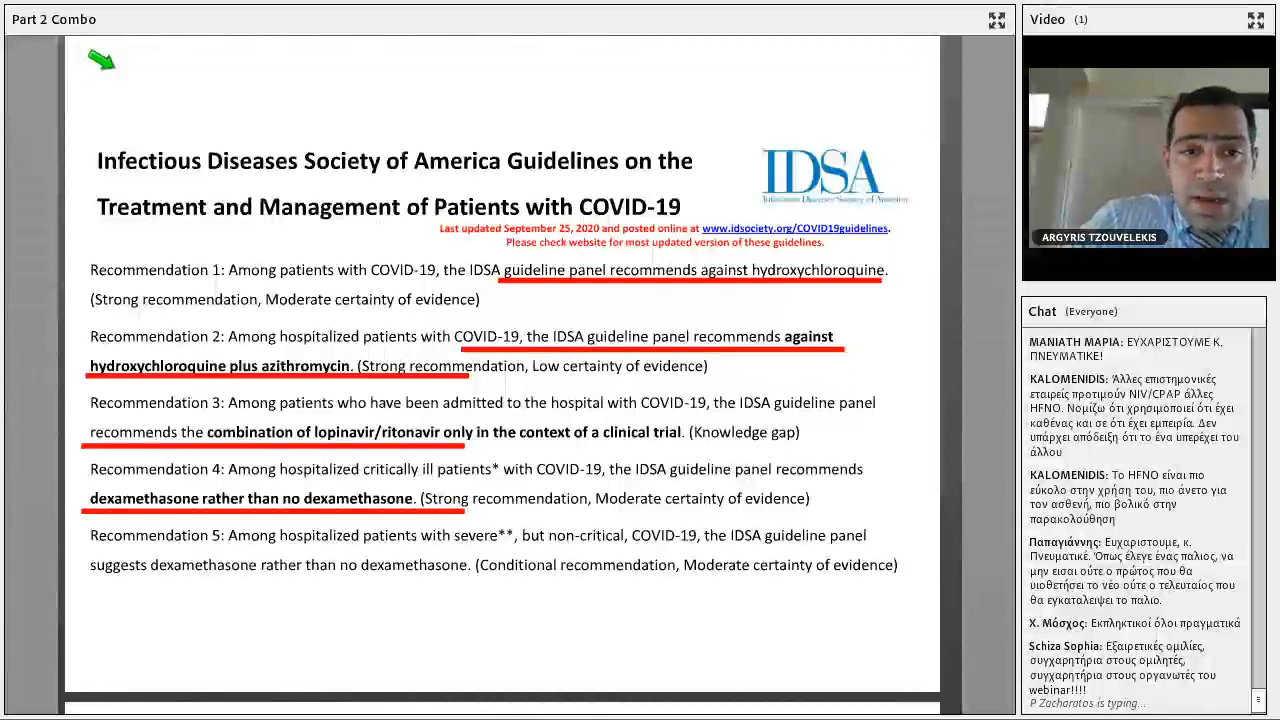 Part 2 Combo
Infectious Diseases Society of America Guidelines on the
Treatment and Management of Patients with COVID-19
IDSA
Infectious Diseases Society of America
Last updated September 25, 2020 and posted online at www.idsociety.org/COVID19guidelines.
Please check website for most updated version of these guidelines.
Recommendation 1: Among patients with COVID-19, the IDSA guideline panel recommends against hydroxychloroquine.
(Strong recommendation, Moderate certainty of evidence)
Recommendation 2: Among hospitalized patients with COVID-19, the IDSA guideline panel recommends against
hydroxychloroquine plus azithromycin. (Strong recommendation, Low certainty of evidence)
Recommendation 3: Among patients who have been admitted to the hospital with COVID-19, the IDSA guideline panel
recommends the combination of lopinavir/ritonavir only in the context of a clinical trial. (Knowledge gap)
Recommendation 4: Among hospitalized critically ill patients* with COVID-19, the IDSA guideline panel recommends
dexamethasone rather than no dexamethasone. (Strong recommendation, Moderate certainty of evidence)
Recommendation 5: Among hospitalized patients with severe**, but non-critical, COVID-19, the IDSA guideline panel
suggests dexamethasone rather than no dexamethasone. (Conditional recommendation, Moderate certainty of evidence)
Video (1)
ARGYRIS TZOUVELEKIS
Chat (Everyone)
ΜΑΝΙΑΤΗ ΜΑΡΙΑ: ΕΥΧΑΡΙΣΤΟΥΜΕ Κ.
ΠΝΕΥΜΑΤΙΚΕ!
KALOMENIDIS: Άλλες επιστημονικές
εταιρείς προτιμούν NIV/CPAP άλλες
HFNO. Νομίζω ότι χρησιμοποιεί ότι έχει
καθένας και σε ότι έχει εμπειρία. Δεν
υπάρχει απόδειξη ότι το ένα υπερέχει του
άλλου
KALOMENIDIS: Το HFNO είναι πιο
εύκολο στην χρήση του, πιο άνετο για
τον ασθενή, πιο βολικό στην
παρακολούθηση
Παπαγιάννης: Ευχαριστουμε, κ.
Πνευματικέ. Όπως έλεγε ένας παλιος, να
μην εισαι ούτε ο πρώτος που θα
υιοθετήσει το νέο ούτε ο τελευταίος που
θα εγκαταλειψει το παλιο.
Χ. Μόσχος: Εκπληκτικοί όλοι πραγματικά
Schiza Sophia: Εξαιρετικές ομιλίες,
συγχαρητήρια στους ομιλητές,
συγχαρητήρια στους οργανωτές του
webinar!!!!
P Zacharatos is typing...